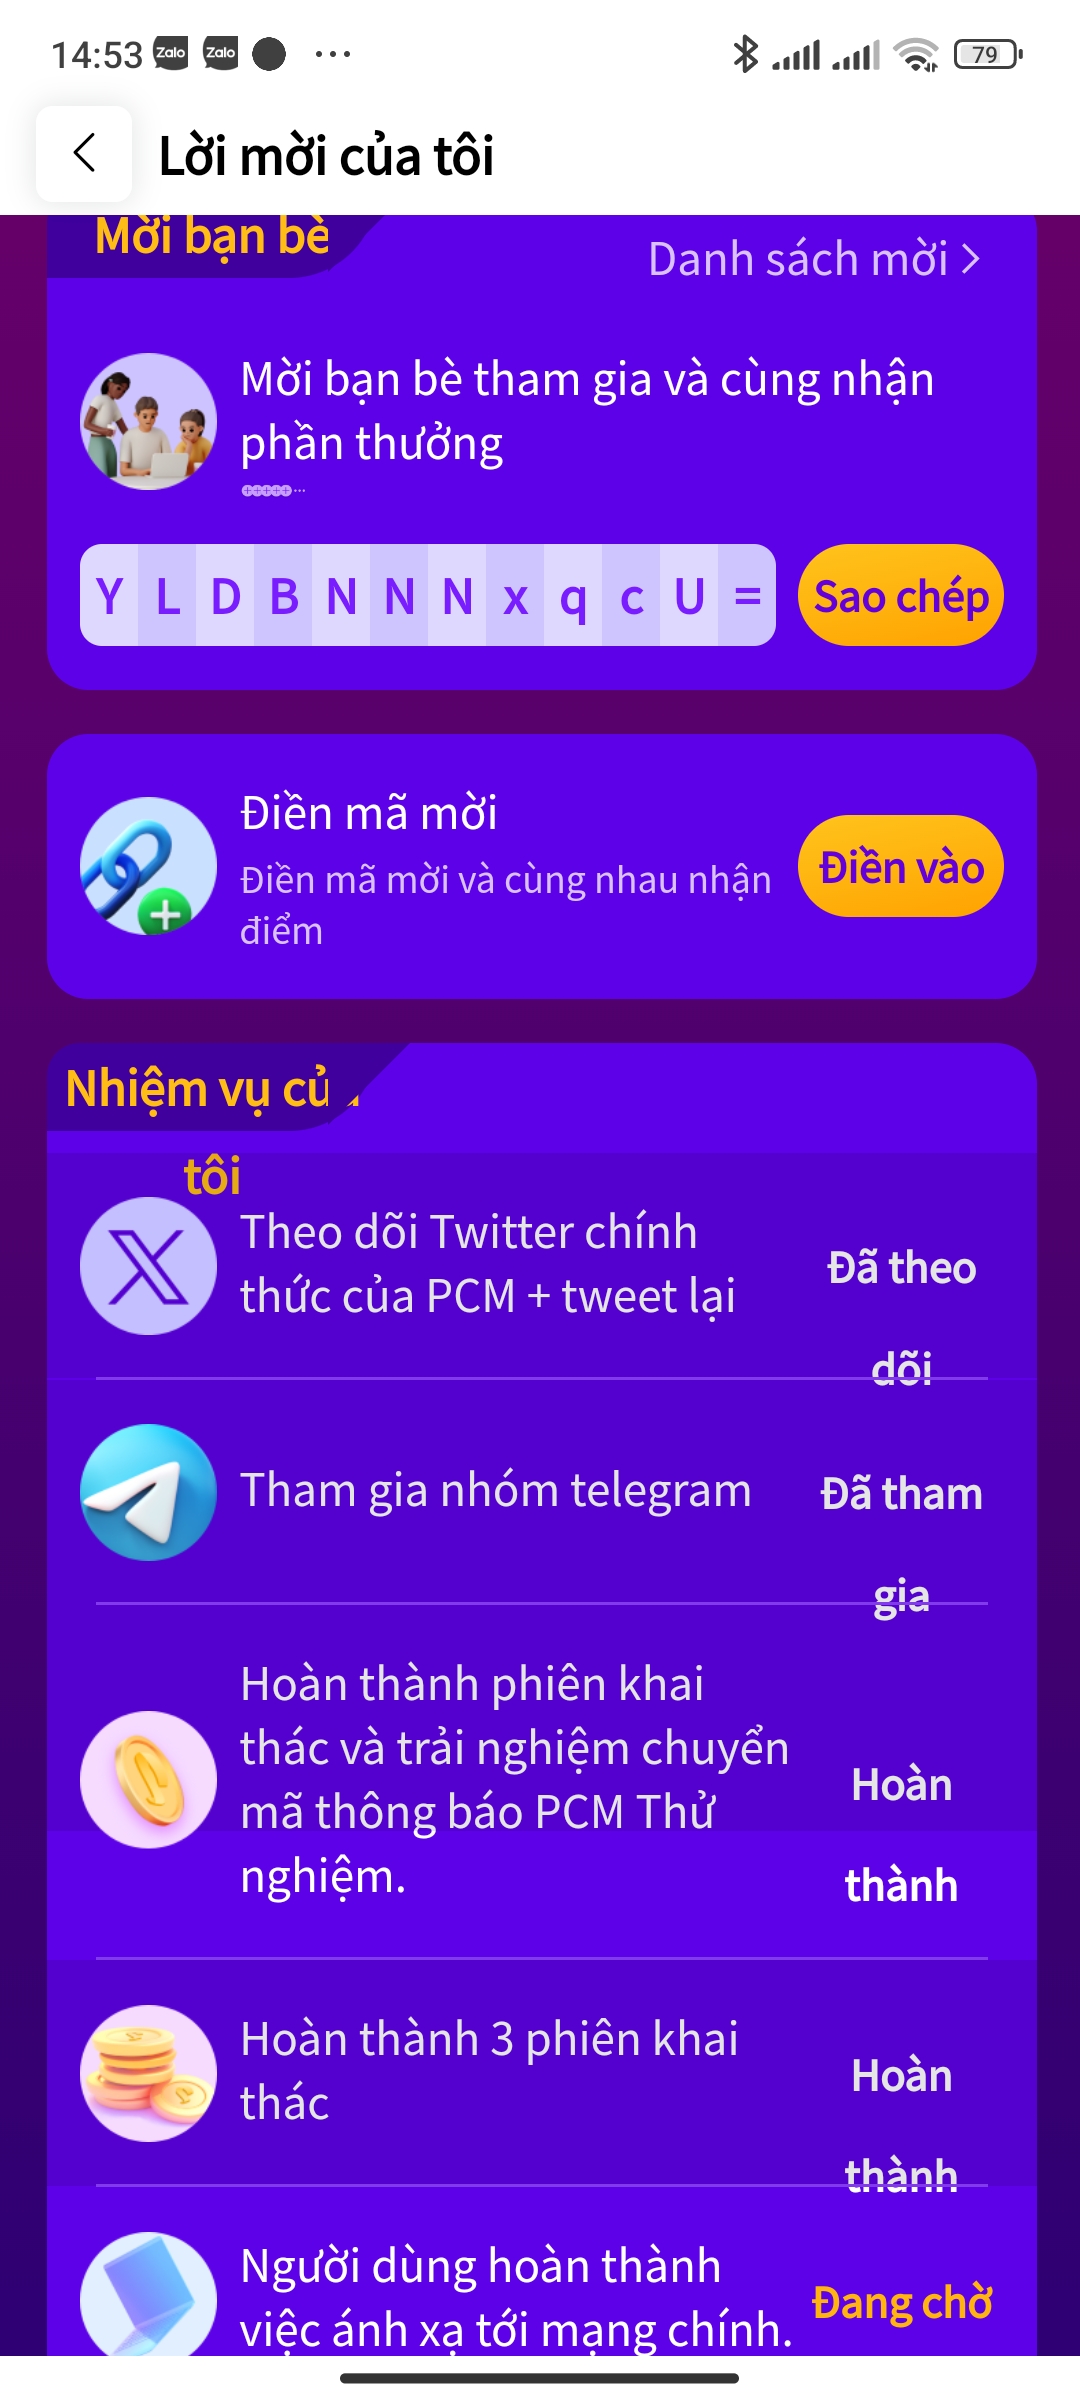 14:53 Zalo Zalo ... 79
Lời mời của tôi
Mời bạn bè
Danh sách mời
Mời bạn bè tham gia và cùng nhận
phần thưởng
Y L D B N N N x q c U =
Sao chép
Điền mã mời
Điền mã mời và cùng nhau nhận
điểm
Điền vào
Nhiệm vụ của
tôi
Theo dõi Twitter chính
thức của PCM + tweet lại
Đã theo
dõi
Tham gia nhóm telegram
Đã tham
gia
Hoàn thành phiên khai
thác và trải nghiệm chuyển
mã thông báo PCM Thử
nghiệm.
Hoàn
thành
Hoàn thành 3 phiên khai
thác
Hoàn
thành
Người dùng hoàn thành
việc ánh xạ tới mạng chính.
Đang chờ